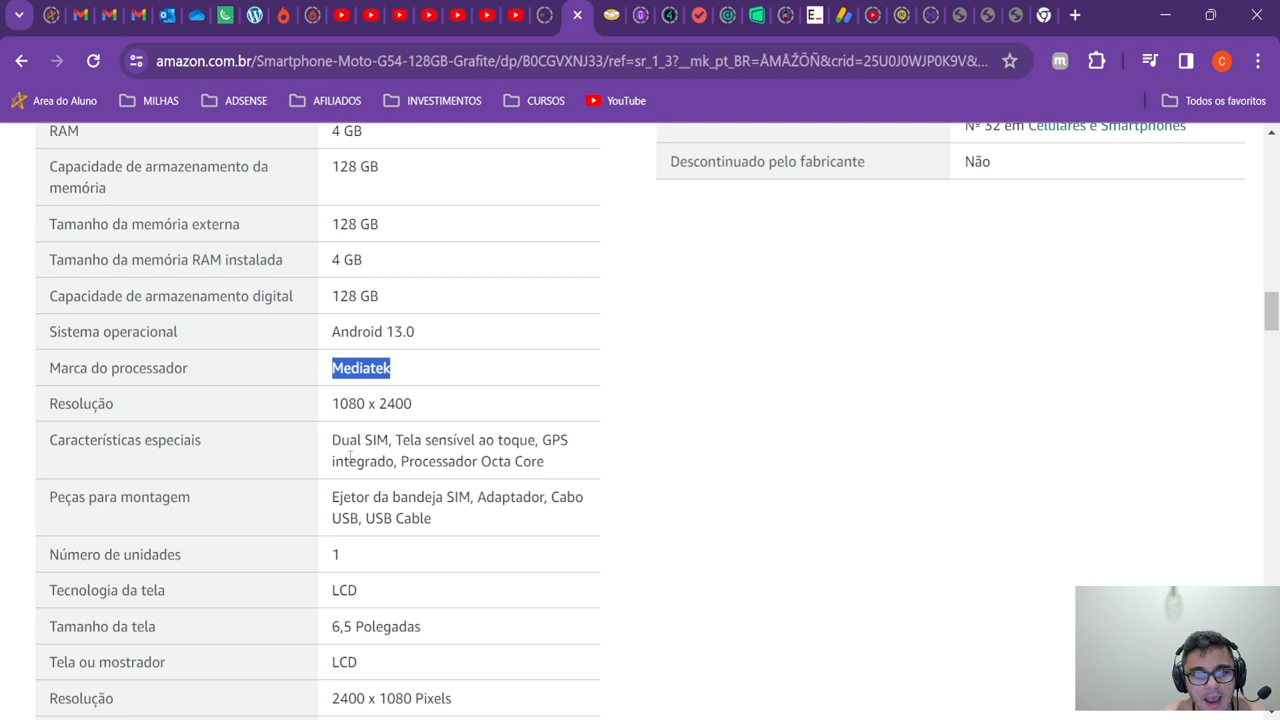 amazon.com.br/Smartphone-Moto-G54-128GB-Grafite/dp/B0CGVXNJ33/ref=sr_1_3?__mk_pt_BR=ÅMÅŽÕÑ&crid=25U0J0WJP0K9V&...
C
Area do Aluno
MILHAS
ADSENSE
AFILIADOS
INVESTIMENTOS
CURSOS
YouTube
Todos os favoritos
RAM 4 GB
Capacidade de armazenamento da 128 GB
memória
Tamanho da memória externa 128 GB
Tamanho da memória RAM instalada 4 GB
Capacidade de armazenamento digital 128 GB
Sistema operacional Android 13.0
Marca do processador Mediatek
Resolução 1080 x 2400
Características especiais Dual SIM, Tela sensível ao toque, GPS
integrado, Processador Octa Core
Peças para montagem Ejetor da bandeja SIM, Adaptador, Cabo
USB, USB Cable
Número de unidades 1
Tecnologia da tela LCD
Tamanho da tela 6,5 Polegadas
Tela ou mostrador LCD
Resolução 2400 x 1080 Pixels
Nº 32 em Celulares e Smartphones
Descontinuado pelo fabricante Não